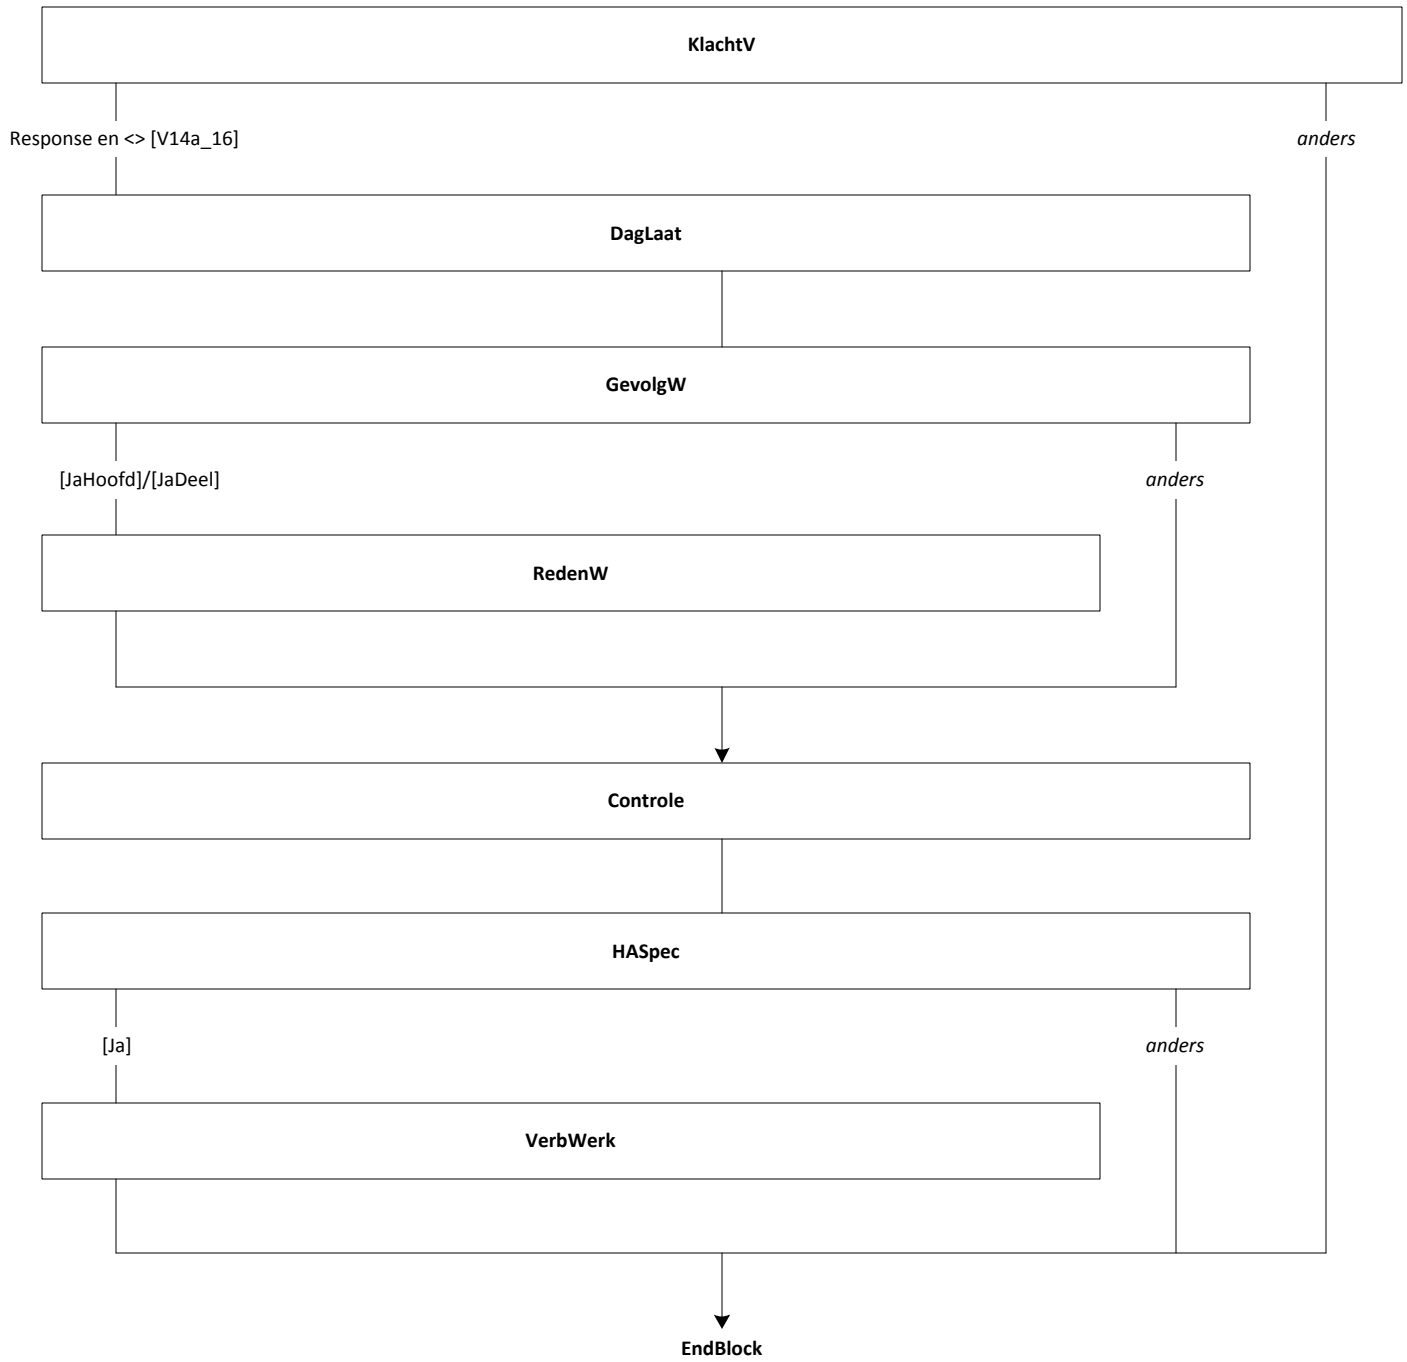 KlachtV
Response en <> [V14a_16]
anders
DagLaat
GevolgW
[JaHoofd]/[JaDeel]
anders
RedenW
Controle
HASpec
[Ja]
anders
VerbWerk
EndBlock